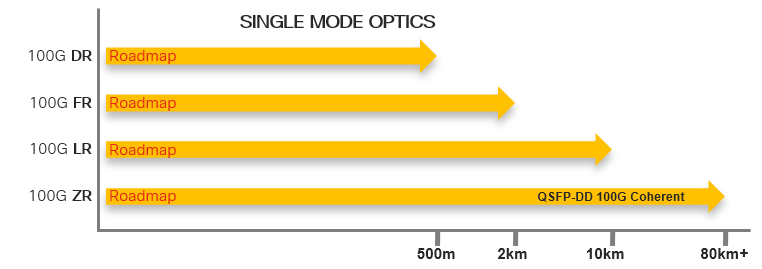 SINGLE MODE OPTICS
100G DR Roadmap
100G FR Roadmap
100G LR Roadmap
100G ZR Roadmap QSFP-DD 100G Coherent
500m 2km 10km 80km+